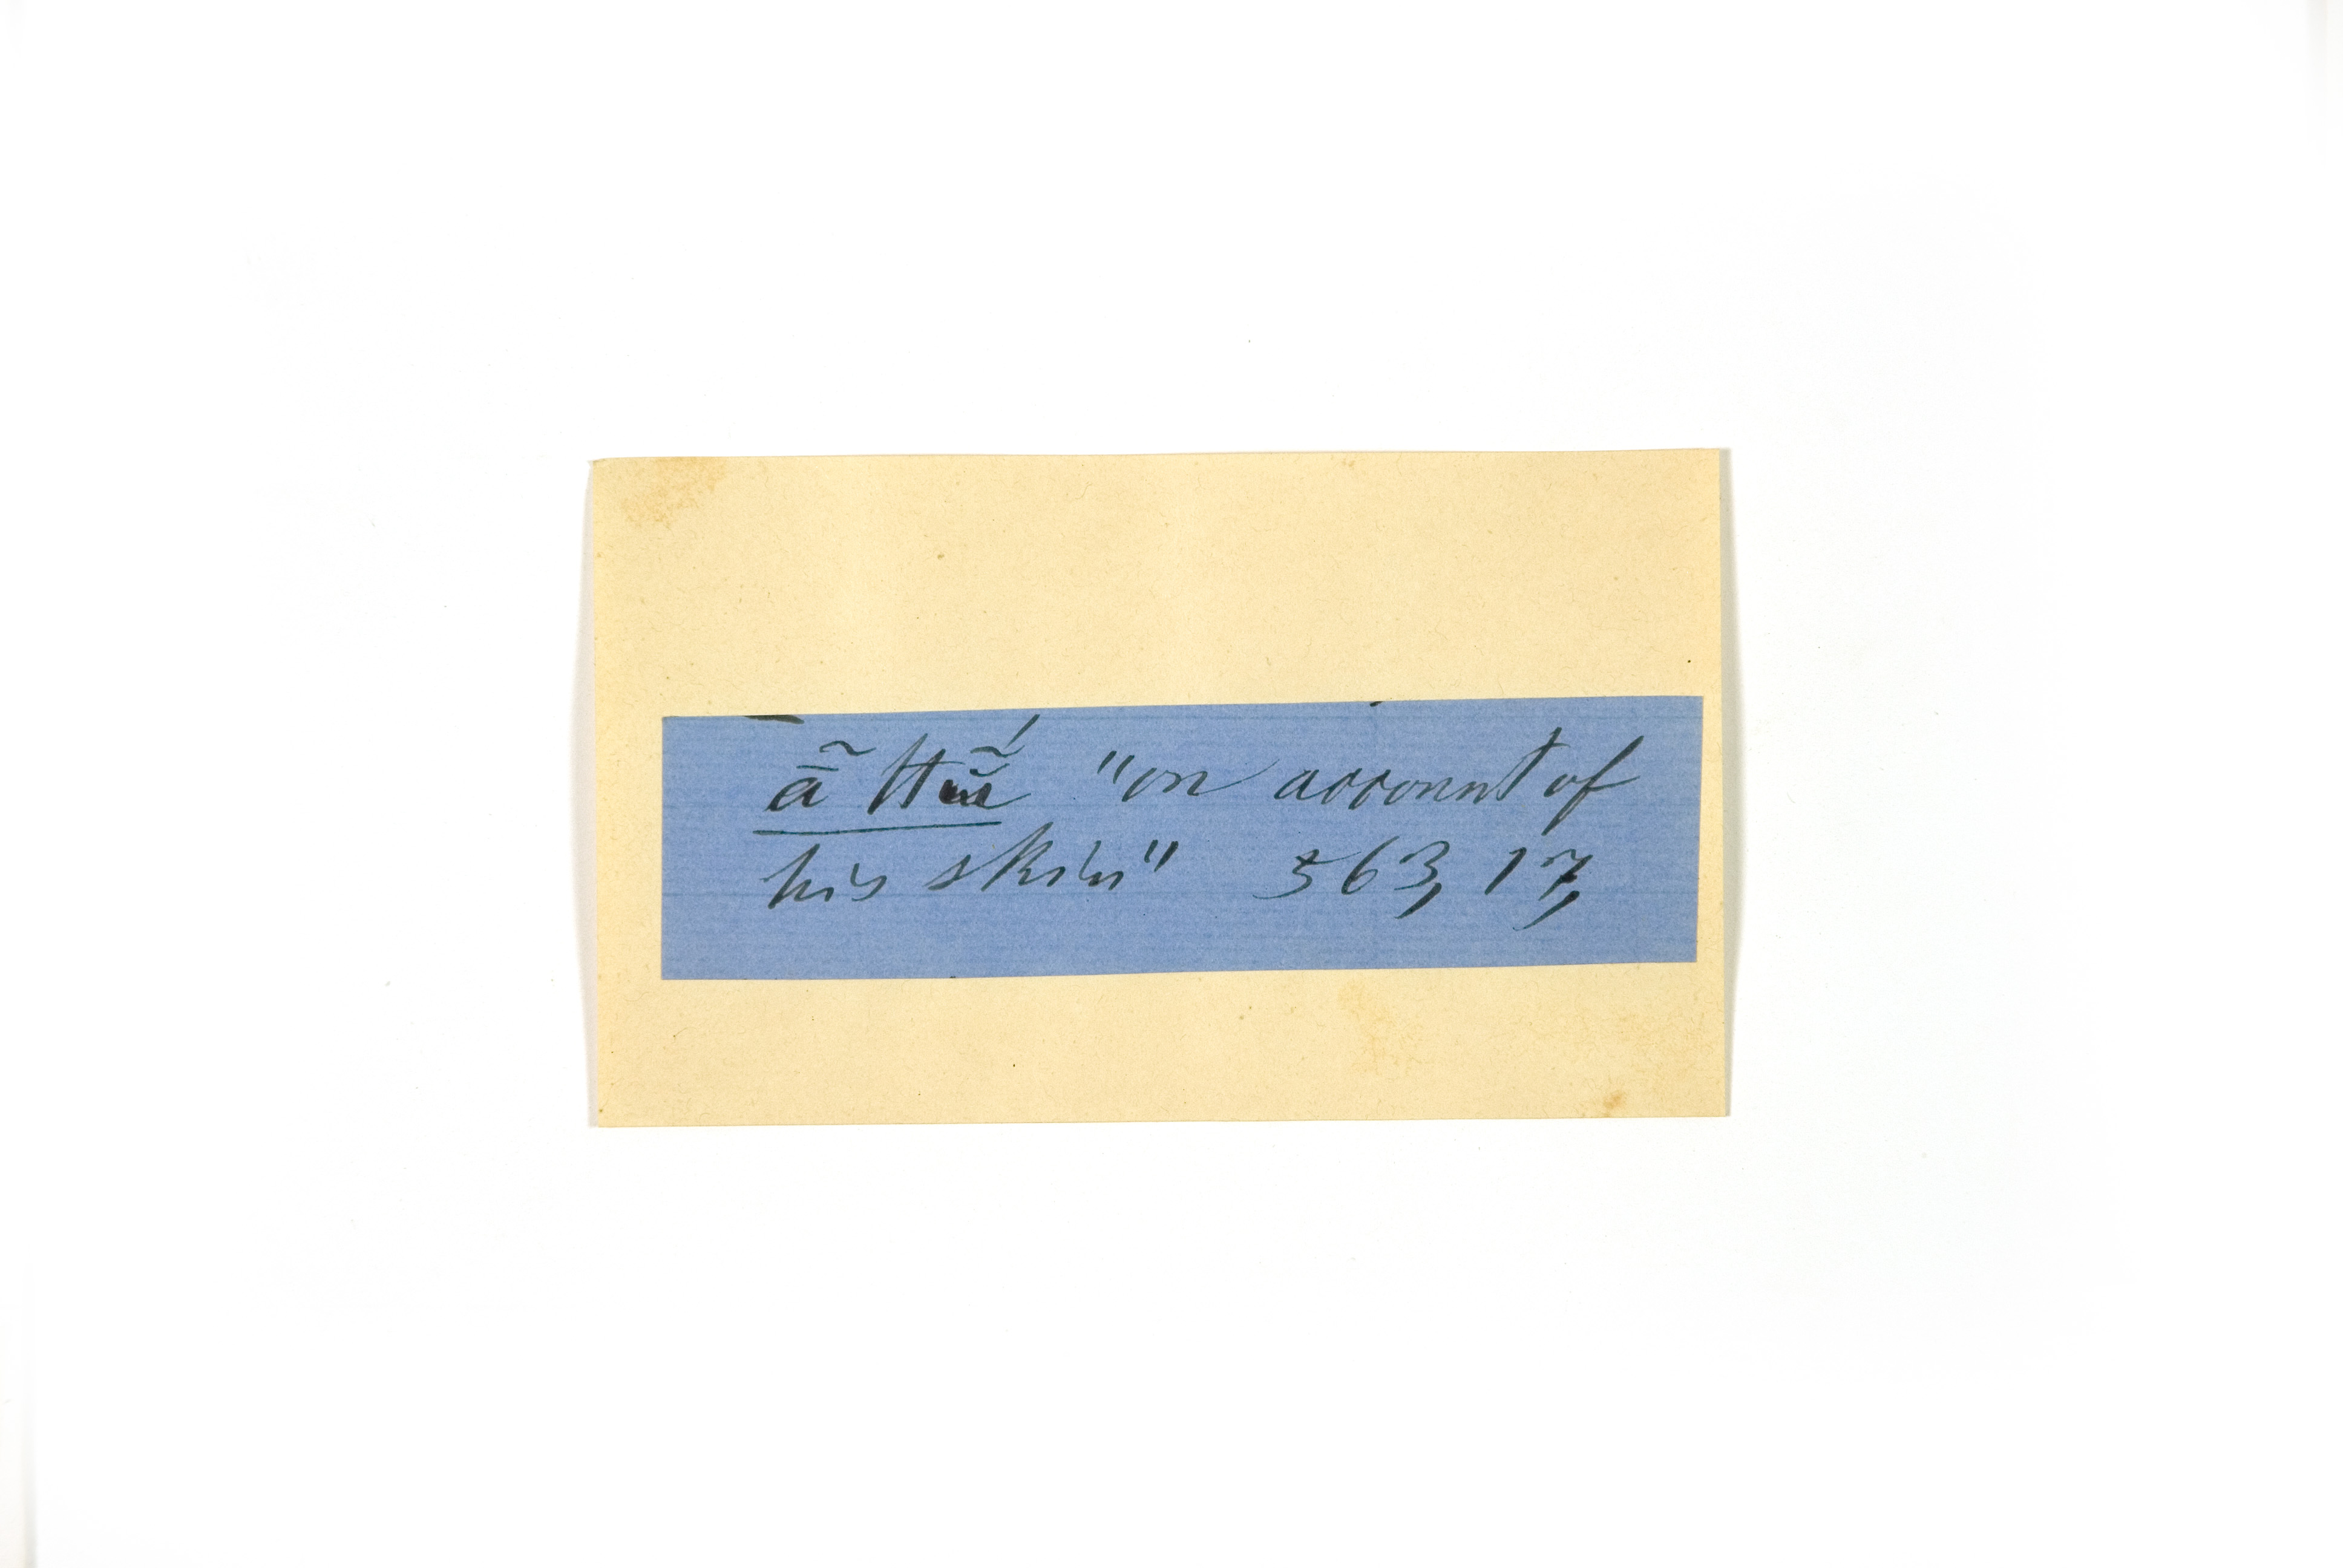 ā̃ "on account of
his skin" 563, 17,